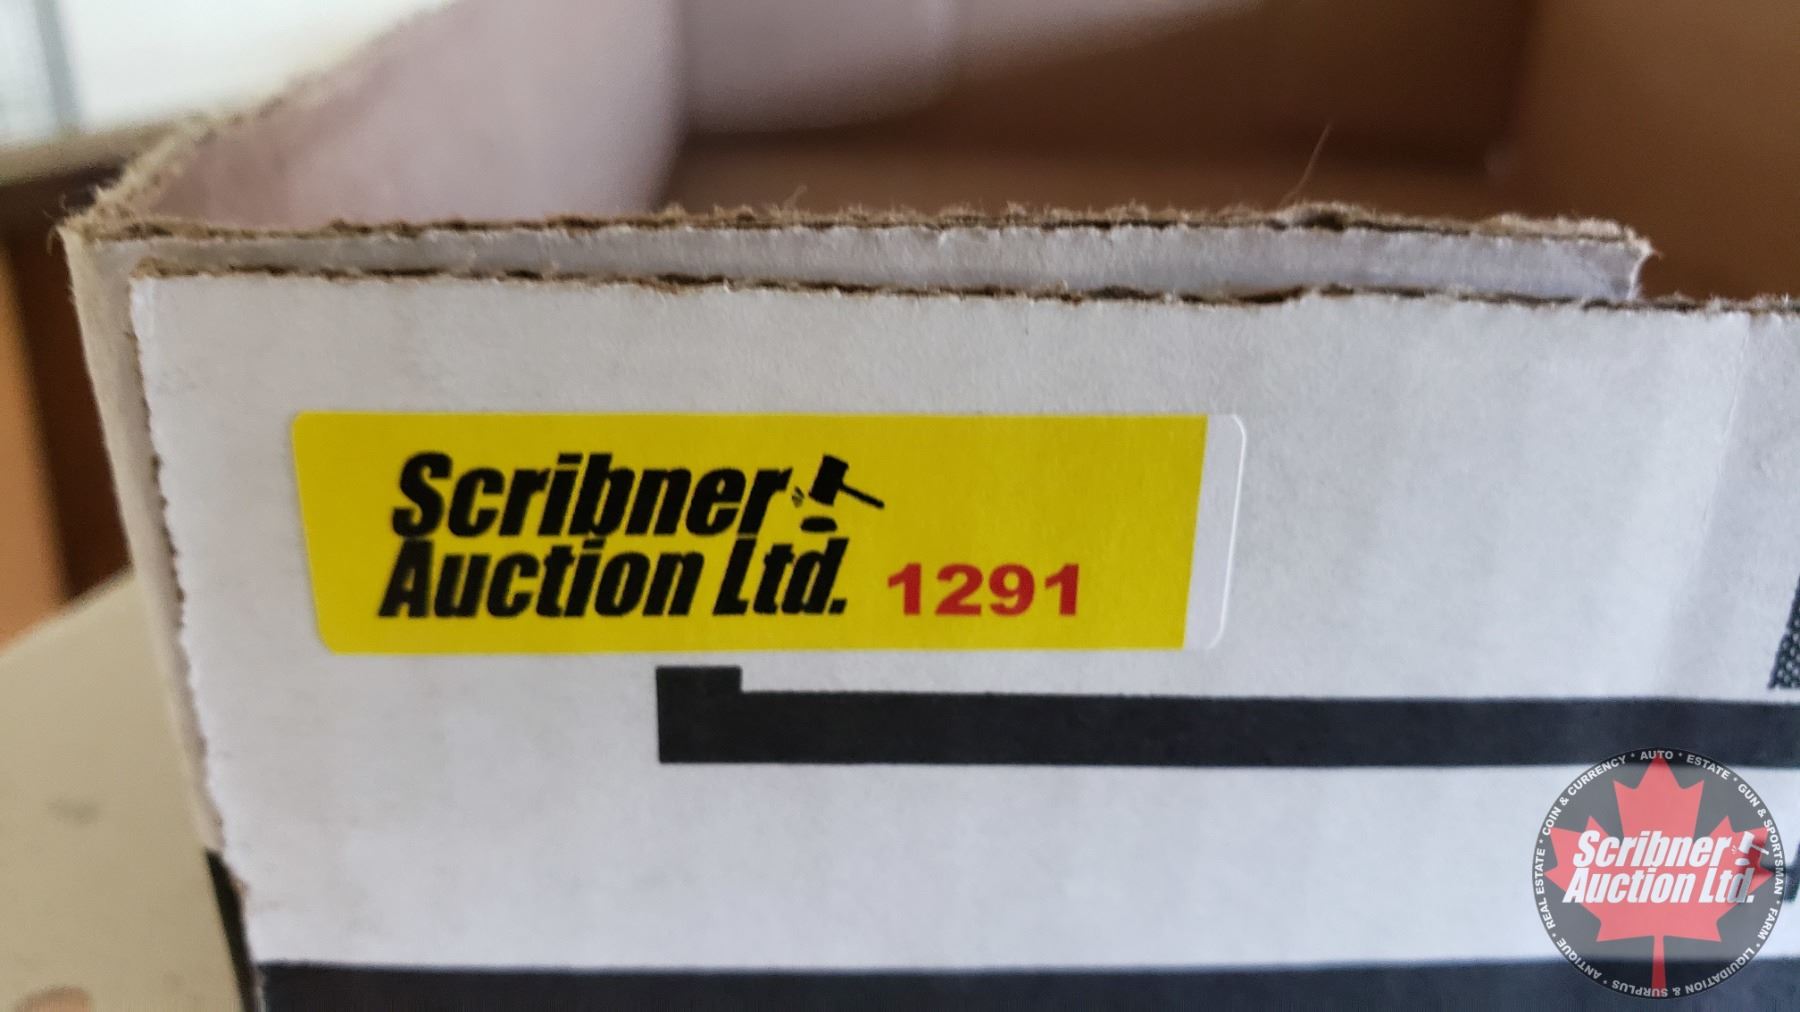 Scribner
Auction Ltd. 1291
COIN & CURRENCY * AUTO * ESTATE * GUN & SPORTSMAN * FARM * LIQUIDATION & SURPLUS * ANTIQUE * REAL ESTATE *
Scribner
Auction Ltd.